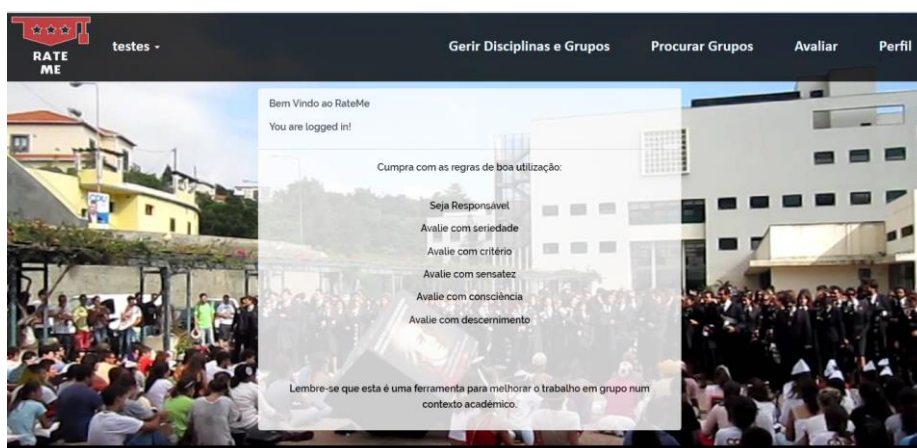 RATE
ME
testes
Gerir Disciplinas e Grupos
Procurar Grupos
Avaliar
Perfil
Bem Vindo ao RateMe
You are logged in!
Cumpra com as regras de boa utilização:
Seja Responsável
Avalie com seriedade
Avalie com critério
Avalie com sensatez
Avalie com consciência
Avalie com descernimento
Lembre-se que esta é uma ferramenta para melhorar o trabalho em grupo num
contexto académico.